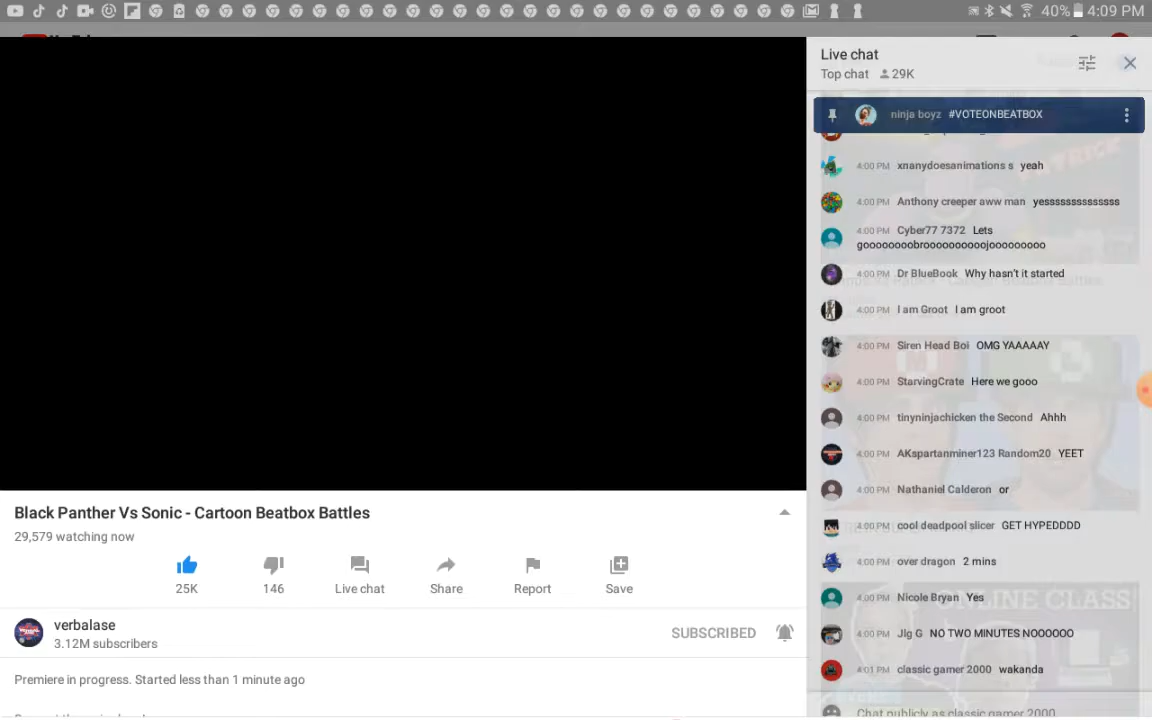 40% 4:09 PM
Live chat
Top chat 29K
ninja boyz #VOTEONBEATBOX
4:00 PM xnanydoesanimations s yeah
4:00 PM Anthony creeper aww man yessssssssssssss
4:00 PM Cyber77 7372 Lets
goooooooobroooooooooojooooooooo
4:00 PM Dr BlueBook Why hasn't it started
4:00 PM I am Groot I am groot
4:00 PM Siren Head Boi OMG YAAAAAY
4:00 PM StarvingCrate Here we gooo
4:00 PM tinyninjachicken the Second Ahhh
4:00 PM AKspartanminer123 Random20 YEET
4:00 PM Nathaniel Calderon or
4:00 PM cool deadpool slicer GET HYPEDDDD
4:00 PM over dragon 2 mins
4:00 PM Nicole Bryan Yes
ONLINE CLASS
4:00 PM Jlg G NO TWO MINUTES NOOOOOO
4:01 PM classic gamer 2000 wakanda
Chat publicly as classic gamer 2000
Black Panther Vs Sonic - Cartoon Beatbox Battles
29,579 watching now
25K 146 Live chat Share Report Save
verbalase
3.12M subscribers
SUBSCRIBED
Premiere in progress. Started less than 1 minute ago